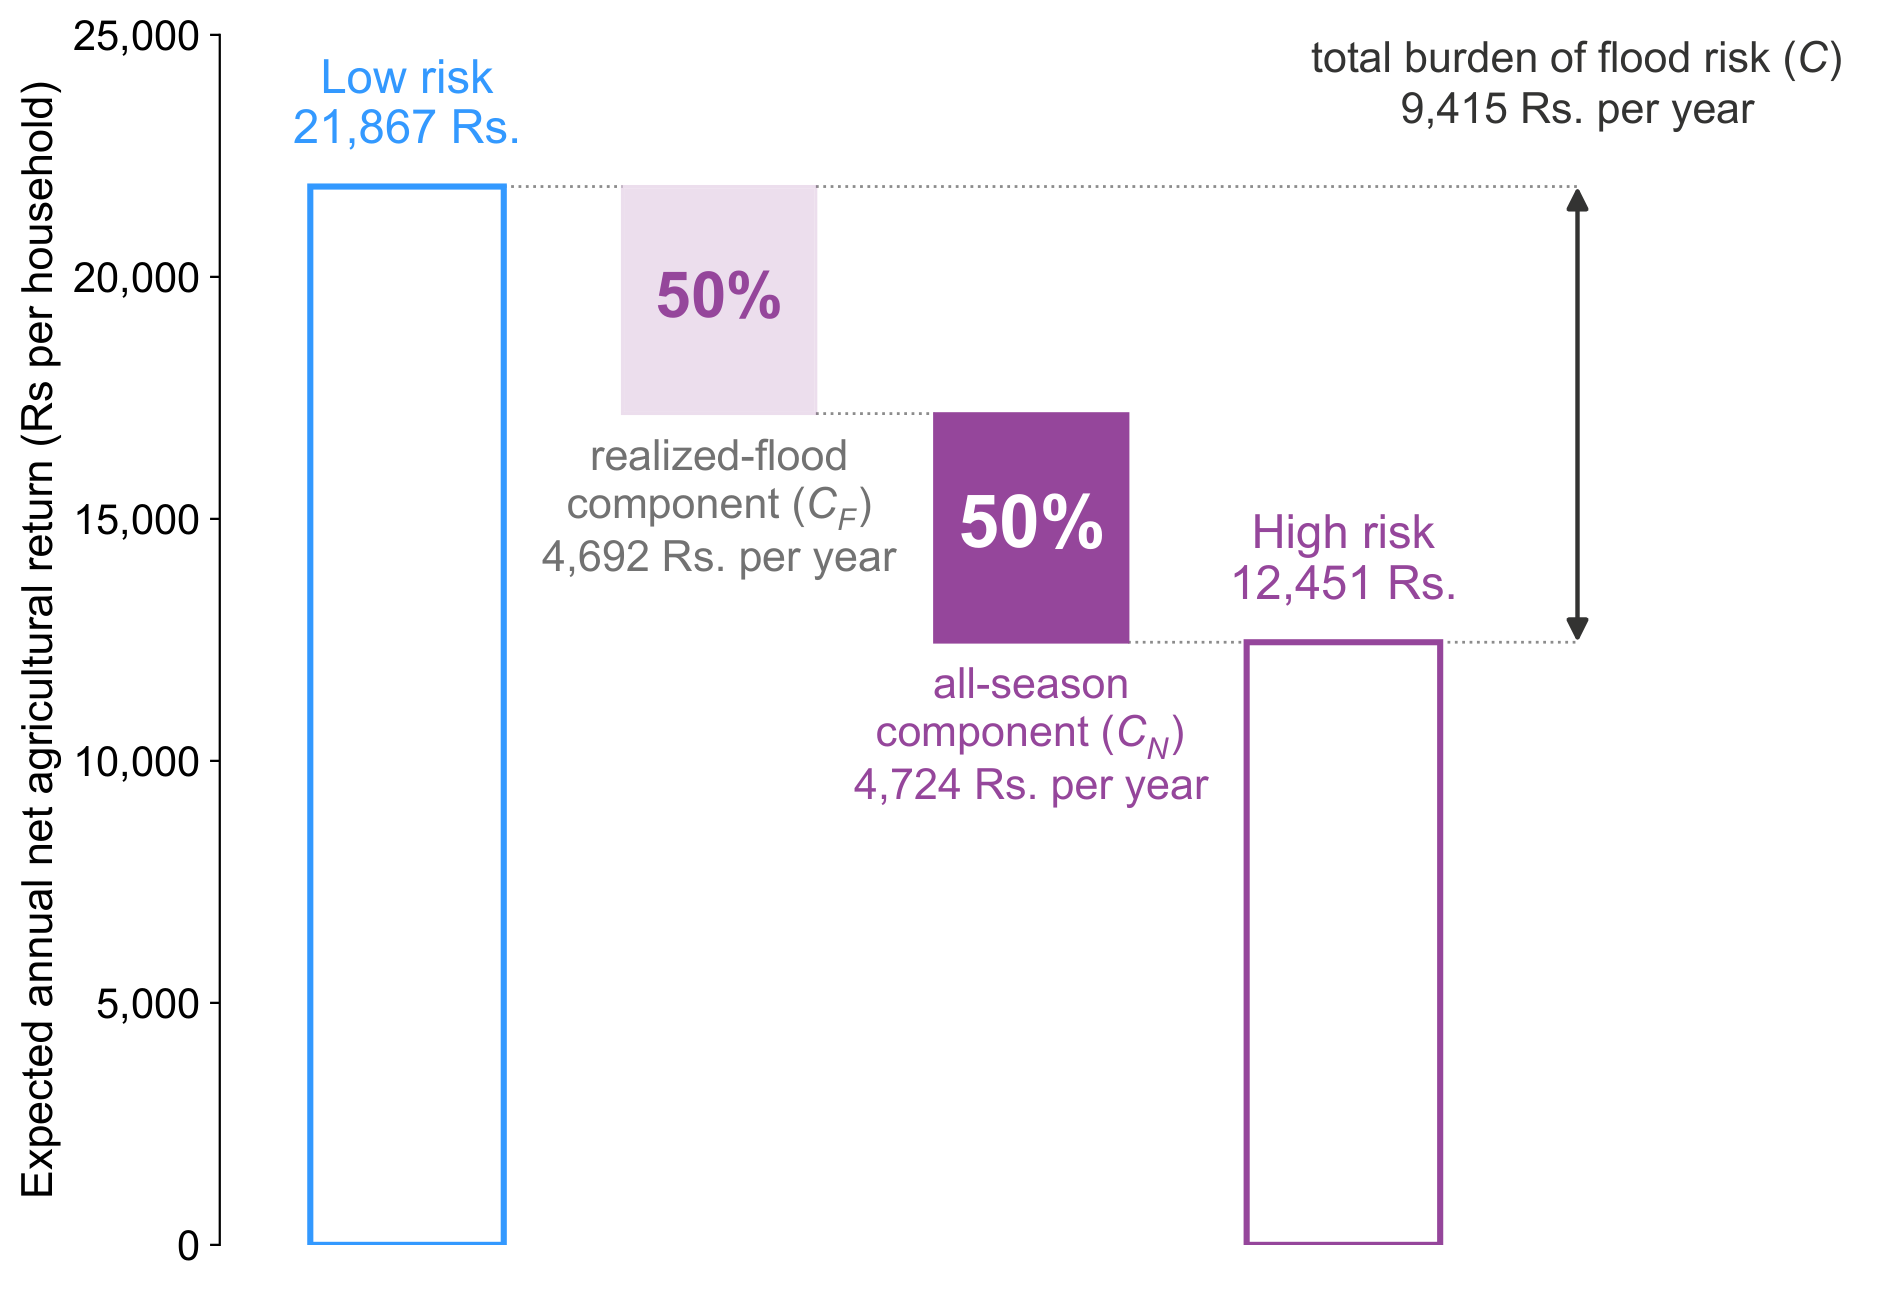 Expected annual net agricultural return (Rs per household)
25,000
20,000
15,000
10,000
5,000
0
Low risk
21,867 Rs.
50%
realized-flood
component (C_F)
4,692 Rs. per year
50%
all-season
component (C_N)
4,724 Rs. per year
High risk
12,451 Rs.
total burden of flood risk (C)
9,415 Rs. per year